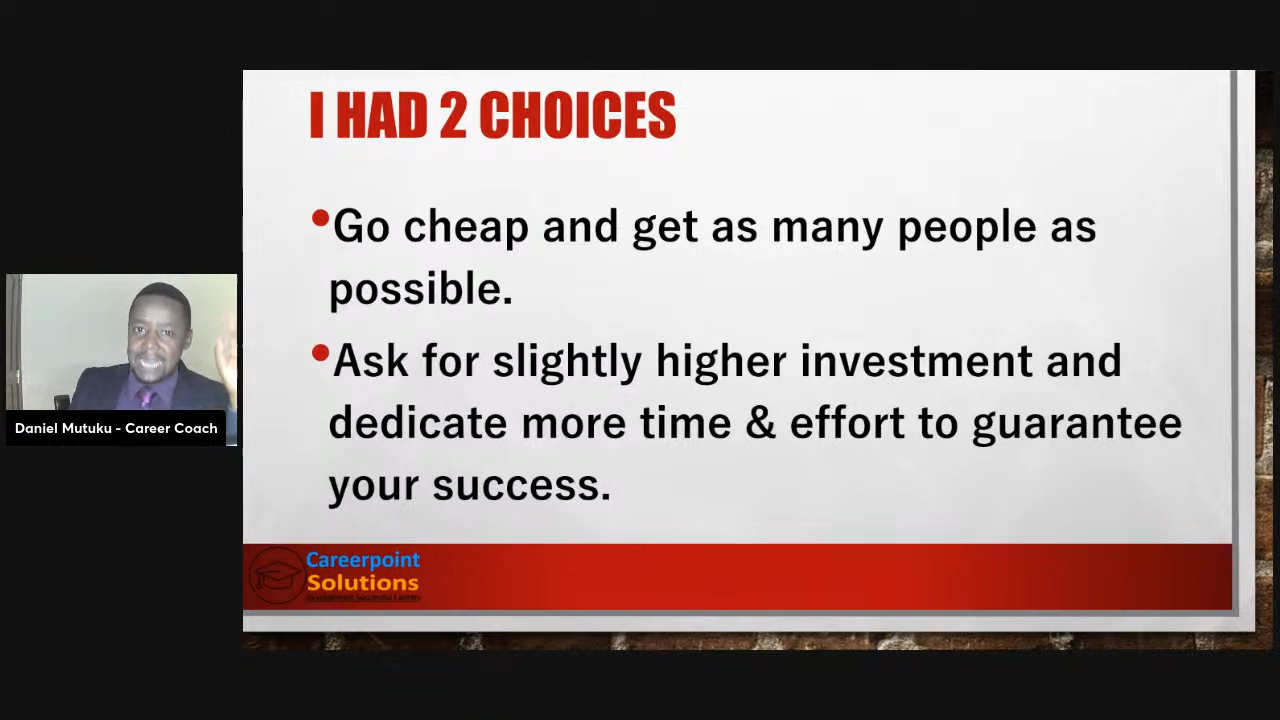 I HAD 2 CHOICES
•Go cheap and get as many people as
possible.
•Ask for slightly higher investment and
dedicate more time & effort to guarantee
your success.
Daniel Mutuku - Career Coach
Careerpoint
Solutions